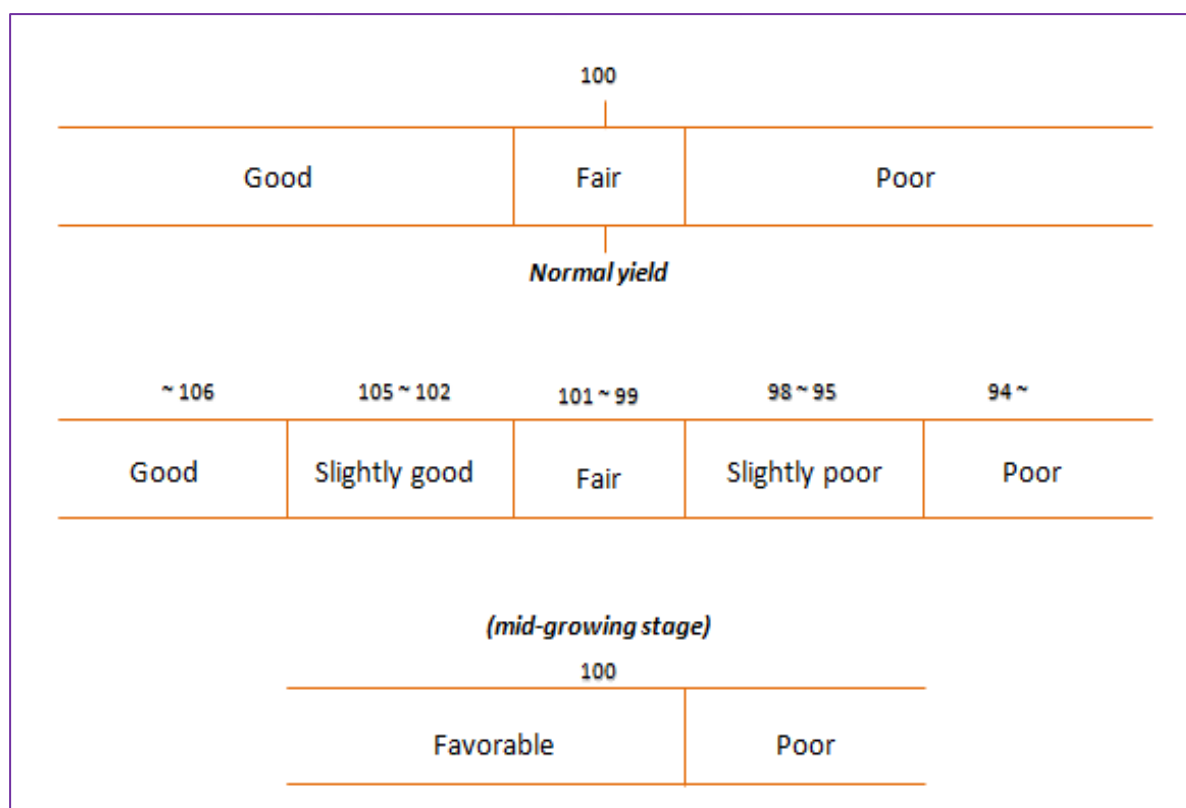 100
Good Fair Poor
Normal yield
~ 106 105 ~ 102 101 ~ 99 98 ~ 95 94 ~
Good Slightly good Fair Slightly poor Poor
(mid-growing stage)
100
Favorable Poor